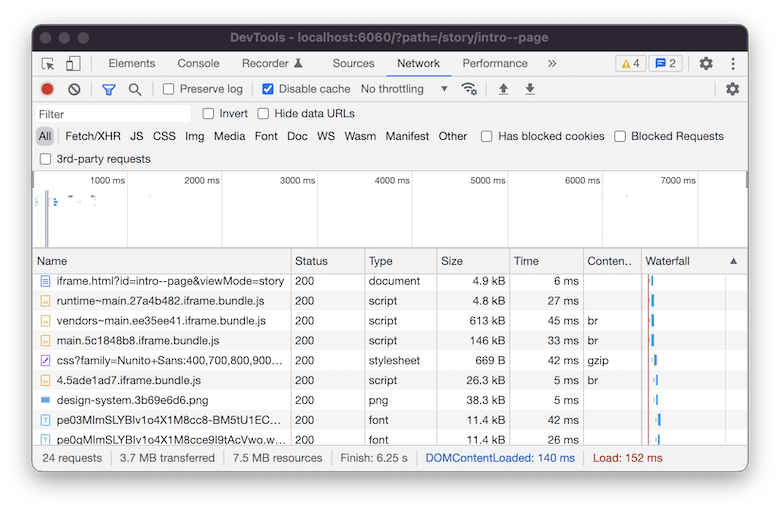 DevTools - localhost:6060/?path=/story/intro--page
Elements Console Recorder Sources Network Performance » 4 2
Preserve log Disable cache No throttling
Filter Invert Hide data URLs
All Fetch/XHR JS CSS Img Media Font Doc WS Wasm Manifest Other Has blocked cookies Blocked Requests
3rd-party requests
1000 ms 2000 ms 3000 ms 4000 ms 5000 ms 6000 ms 7000 ms
Name Status Type Size Time Conten.. Waterfall
iframe.html?id=intro--page&viewMode=story 200 document 4.9 kB 6 ms
runtime~main.27a4b482.iframe.bundle.js 200 script 4.8 kB 27 ms
vendors~main.ee35ee41.iframe.bundle.js 200 script 613 kB 45 ms br
main.5c1848b8.iframe.bundle.js 200 script 146 kB 33 ms br
css?family=Nunito+Sans:400,700,800,900... 200 stylesheet 669 B 42 ms gzip
4.5ade1ad7.iframe.bundle.js 200 script 26.3 kB 5 ms br
design-system.3b69e6d6.png 200 png 38.3 kB 5 ms
200 font 11.4 kB 42 ms
200 font 11.4 kB 26 ms
24 requests 3.7 MB transferred 7.5 MB resources Finish: 6.25 s DOMContentLoaded: 140 ms Load: 152 ms